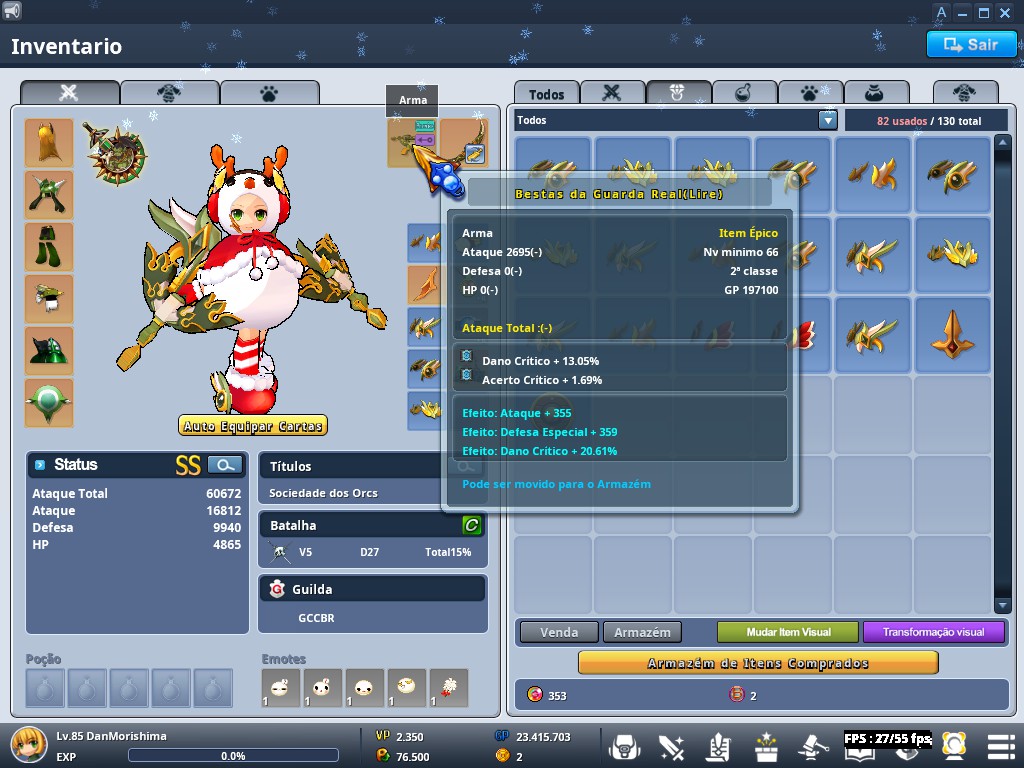 A
Inventario
Sair
Arma
Todos
Todos
82 usados / 130 total
Bestas da Guarda Real(Lire)
Arma
Item Épico
Ataque 2695(-)
Nv minimo 66
Defesa 0(-)
2ª classe
HP 0(-)
GP 197100
Ataque Total :(-)
Dano Crítico + 13.05%
Acerto Crítico + 1.69%
Efeito: Ataque + 355
Efeito: Defesa Especial + 359
Efeito: Dano Crítico + 20.61%
Pode ser movido para o Armazém
Auto Equipar Cartas
Status
SS
Ataque Total 60672
Ataque 16812
Defesa 9940
HP 4865
Títulos
Sociedade dos Orcs
Batalha
V5 D27 Total15%
G Guilda
GCCBR
Poção
Emotes
1 1 1 1 1
Venda
Armazém
Mudar Item Visual
Transformação visual
Armazém de Itens Comprados
353
2
Lv.85 DanMorishima
EXP
0.0%
VP 2.350
GP 23.415.703
76.500
2
FPS : 27/55 fps